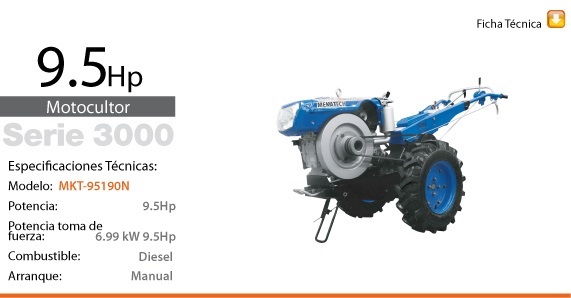 Ficha Técnica
9.5Hp
Motocultor
Serie 3000
Especificaciones Técnicas:
Modelo: MKT-95190N
Potencia: 9.5Hp
Potencia toma de
fuerza: 6.99 kW 9.5Hp
Combustible: Diesel
Arranque: Manual